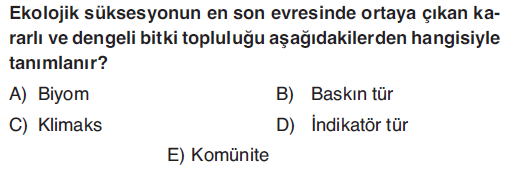 Ekolojik süksesyonun en son evresinde ortaya çıkan ka-
rarlı ve dengeli bitki topluluğu aşağıdakilerden hangisiyle
tanımlanır?
A) Biyom
B) Baskın tür
C) Klimaks
D) İndikatör tür
E) Komünite